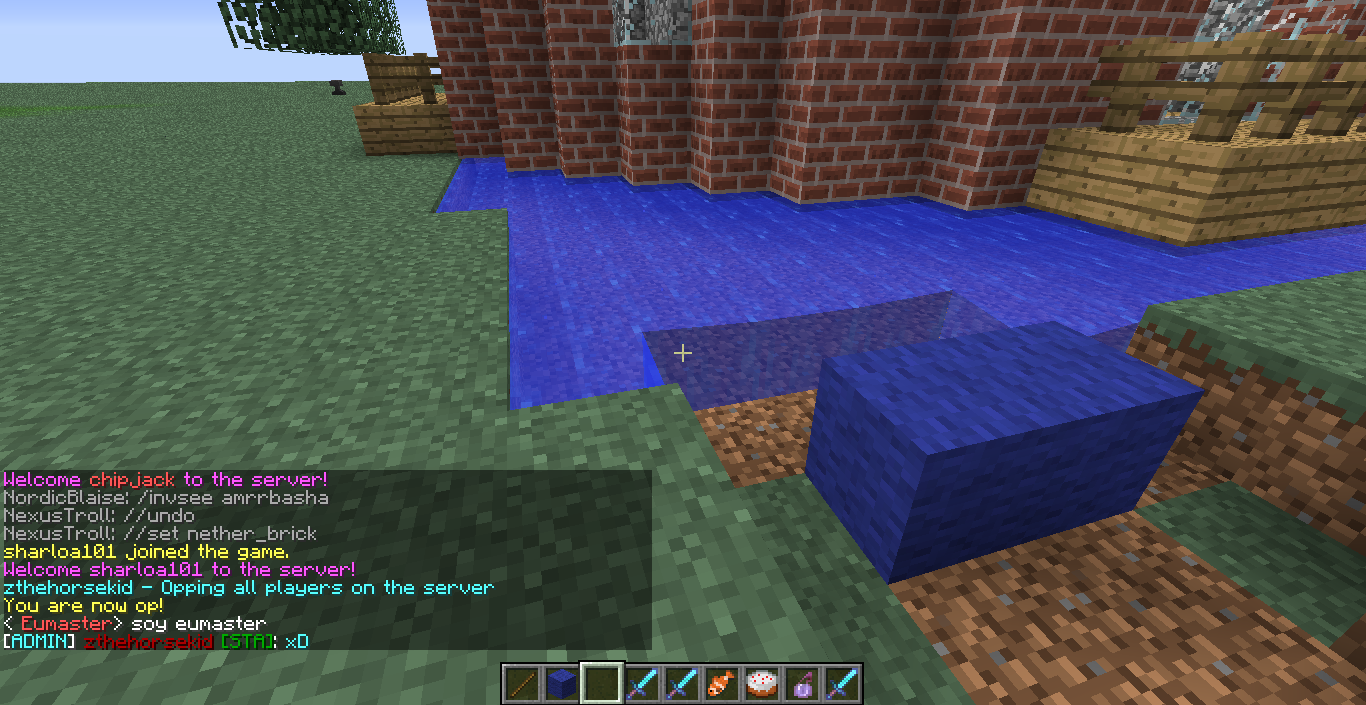 Welcome chipjack to the server!
NordicBlaise: /invsee amrrbasha
NexusTroll: //undo
NexusTroll: //set nether_brick
sharloa101 joined the game.
Welcome sharloa101 to the server!
zthehorsekid - Opping all players on the server
You are now op!
< Eumaster> soy eumaster
[ADMIN] zthehorsekid [STA]: xD